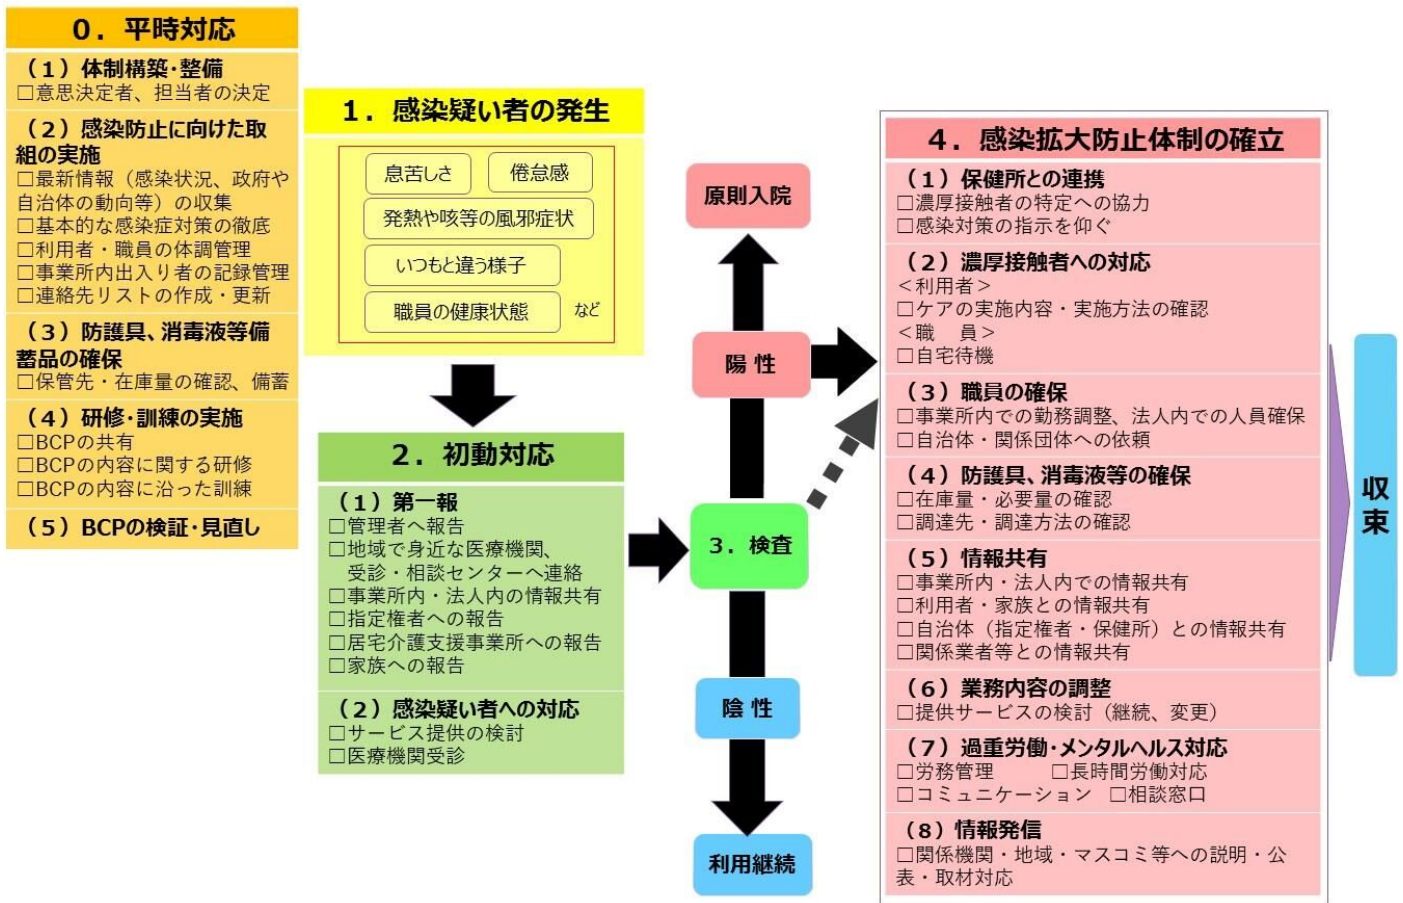 0．平時対応
（1）体制構築･整備
□意思決定者、担当者の決定
（2）感染防止に向けた取
組の実施
□最新情報（感染状況、政府や
自治体の動向等）の収集
□基本的な感染症対策の徹底
□利用者・職員の体調管理
□事業所内出入り者の記録管理
□連絡先リストの作成・更新
（3）防護具、消毒液等備
蓄品の確保
□保管先・在庫量の確認、備蓄
（4）研修･訓練の実施
□BCPの共有
□BCPの内容に関する研修
□BCPの内容に沿った訓練
（5）BCPの検証･見直し
1．感染疑い者の発生
息苦しさ
倦怠感
発熱や咳等の風邪症状
いつもと違う様子
職員の健康状態
など
2．初動対応
（1）第一報
□管理者へ報告
□地域で身近な医療機関、
受診・相談センターへ連絡
□事業所内・法人内の情報共有
□指定権者への報告
□居宅介護支援事業所への報告
□家族への報告
（2）感染疑い者への対応
□サービス提供の検討
□医療機関受診
原則入院
陽 性
3．検査
陰 性
利用継続
4．感染拡大防止体制の確立
（1）保健所との連携
□濃厚接触者の特定への協力
□感染対策の指示を仰ぐ
（2）濃厚接触者への対応
＜利用者＞
□ケアの実施内容・実施方法の確認
＜職　員＞
□自宅待機
（3）職員の確保
□事業所内での勤務調整、法人内での人員確保
□自治体・関係団体への依頼
（4）防護具、消毒液等の確保
□在庫量・必要量の確認
□調達先・調達方法の確認
（5）情報共有
□事業所内・法人内での情報共有
□利用者・家族との情報共有
□自治体（指定権者・保健所）との情報共有
□関係業者等との情報共有
（6）業務内容の調整
□提供サービスの検討（継続、変更）
（7）過重労働･メンタルヘルス対応
□労務管理　　□長時間労働対応
□コミュニケーション　□相談窓口
（8）情報発信
□関係機関・地域・マスコミ等への説明・公
表・取材対応
収束